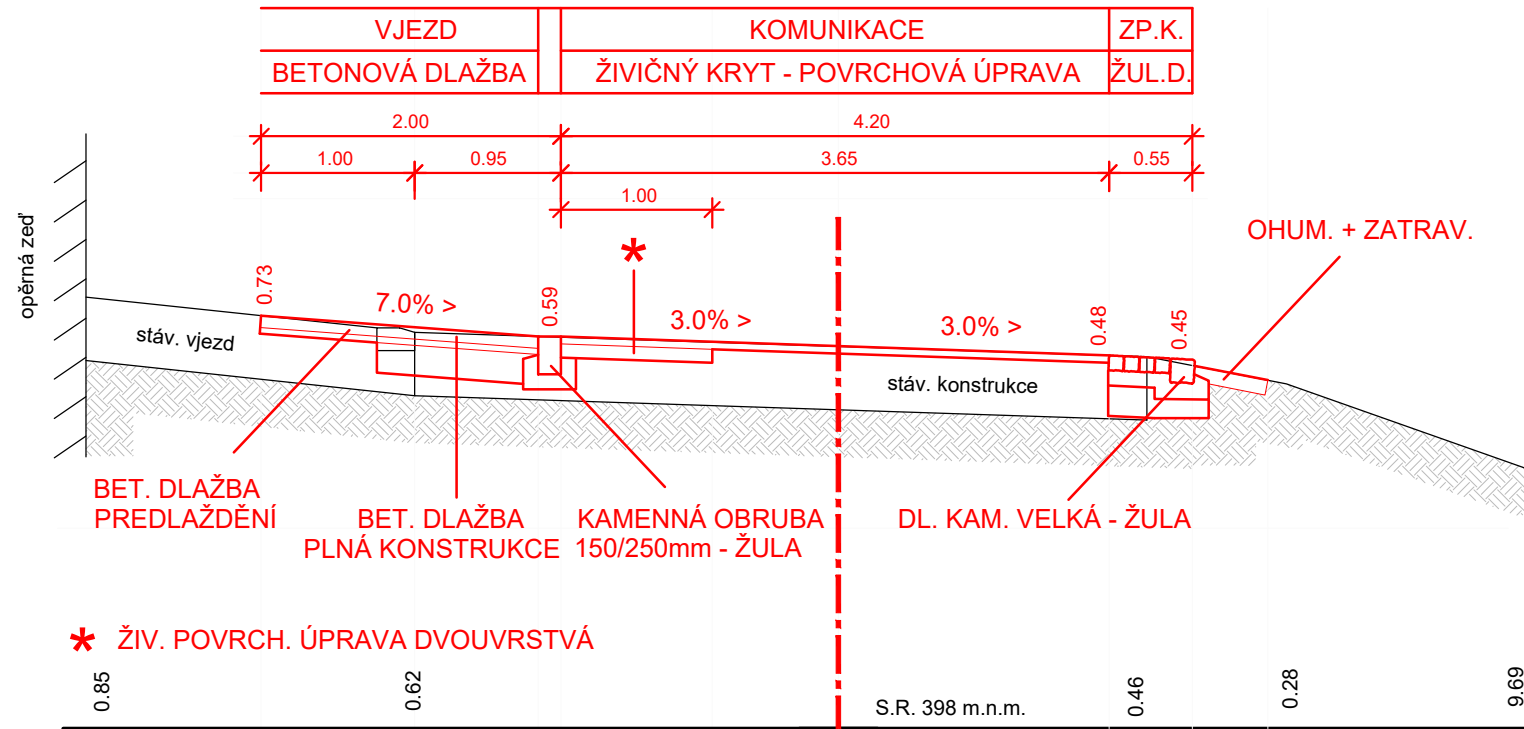 VJEZD
KOMUNIKACE
ZP.K.
BETONOVÁ DLAŽBA
ŽIVIČNÝ KRYT - POVRCHOVÁ ÚPRAVA
ŽUL.D.
2.00
4.20
1.00
0.95
3.65
0.55
1.00
opěrná zeď
*
OHUM. + ZATRAV.
0.73
7.0% >
0.59
3.0% >
3.0% >
0.48
0.45
stáv. vjezd
stáv. konstrukce
BET. DLAŽBA
PREDLAŽDĚNÍ
BET. DLAŽBA
PLNÁ KONSTRUKCE
KAMENNÁ OBRUBA
150/250mm - ŽULA
DL. KAM. VELKÁ - ŽULA
* ŽIV. POVRCH. ÚPRAVA DVOUVRSTVÁ
0.85
0.62
S.R. 398 m.n.m.
0.46
0.28
9.69